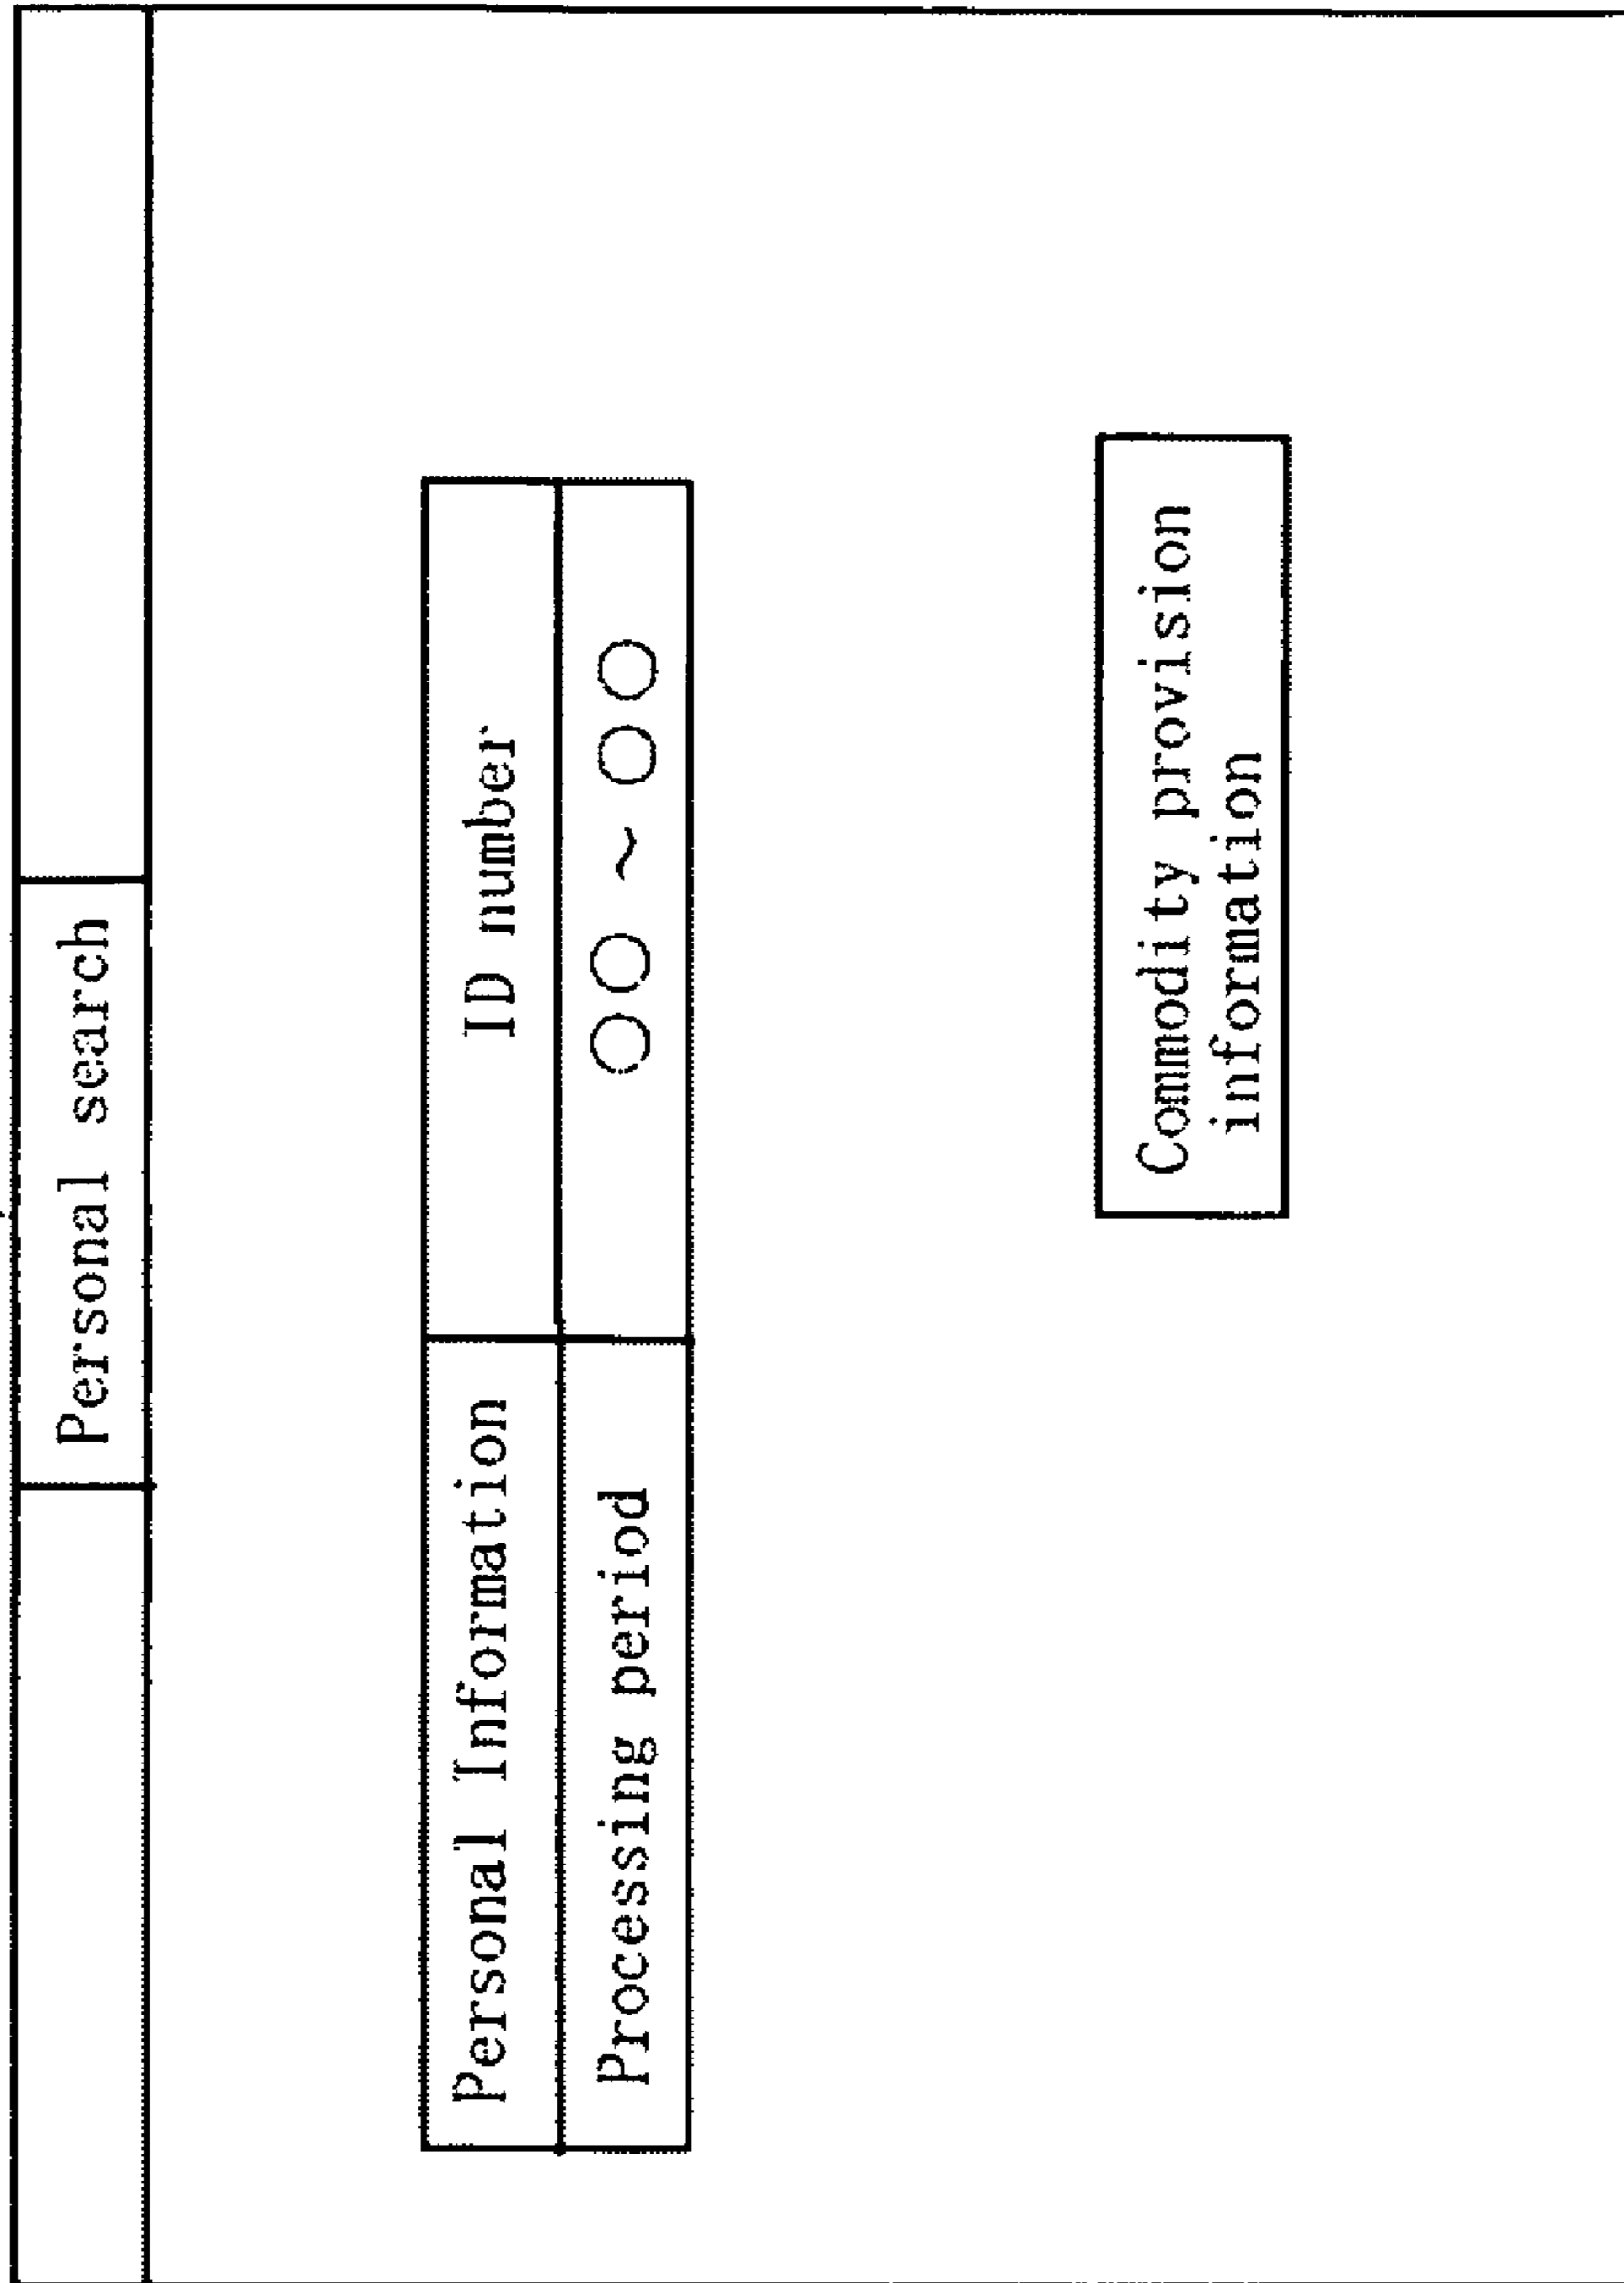 Personal search
Personal Information ID number
Processing period ○○~○○
Commodity provision
information